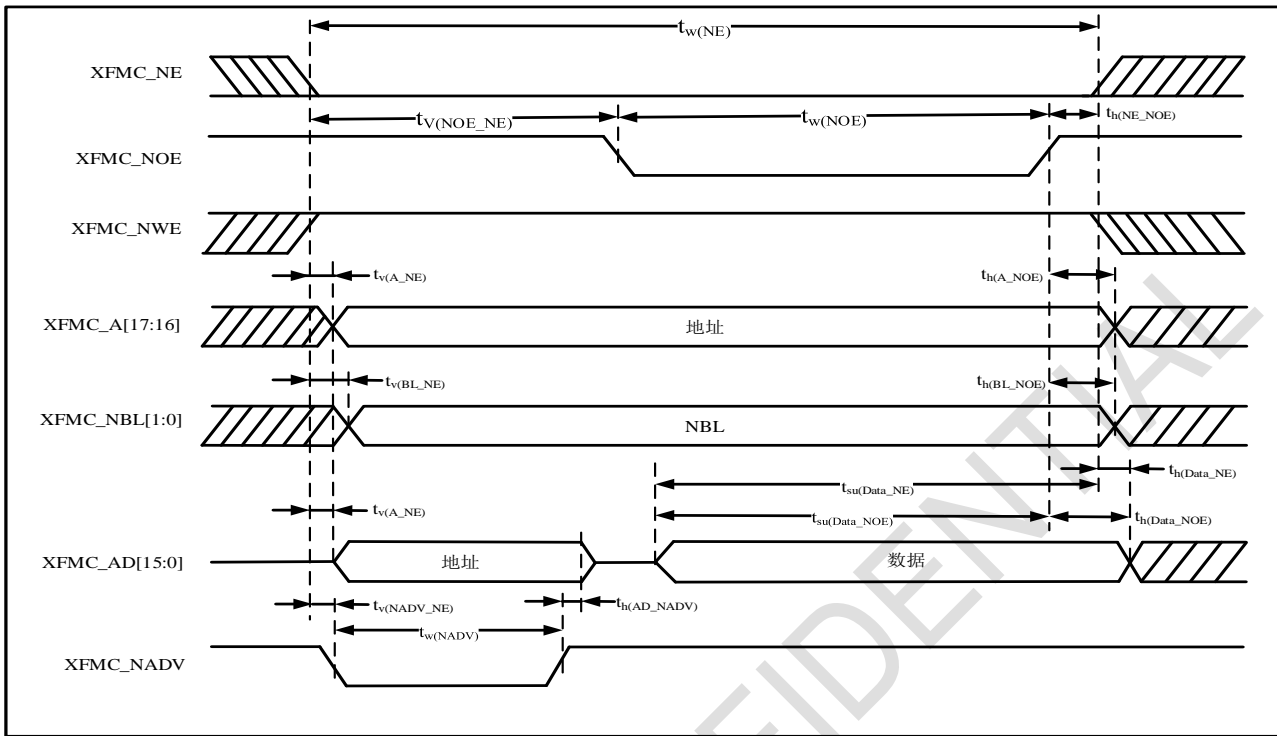 tw(NE)
XFMC_NE
tV(NOE_NE)
tw(NOE)
th(NE_NOE)
XFMC_NOE
XFMC_NWE
tv(A_NE)
th(A_NOE)
XFMC_A[17:16]
地址
tv(BL_NE)
th(BL_NOE)
XFMC_NBL[1:0]
NBL
tsu(Data_NE)
th(Data_NE)
tv(A_NE)
tsu(Data_NOE)
th(Data_NOE)
XFMC_AD[15:0]
地址
数据
tv(NADV_NE)
th(AD_NADV)
tw(NADV)
XFMC_NADV
FIDENTIAL